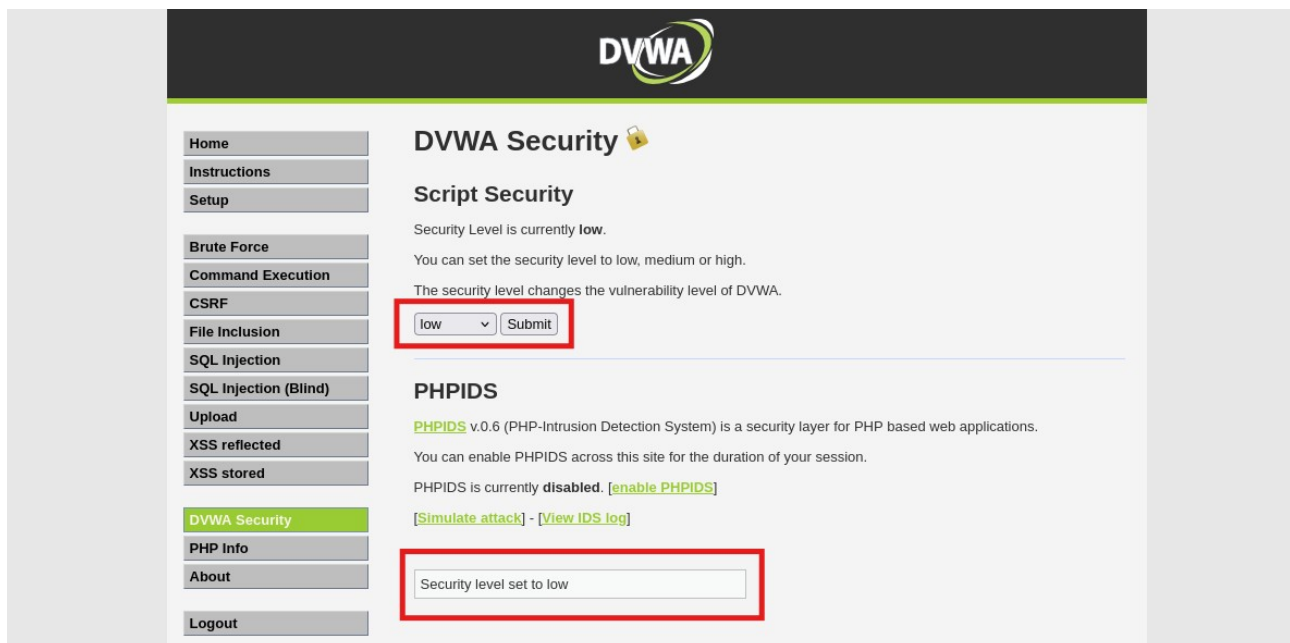 DVWA
Home
Instructions
Setup
Brute Force
Command Execution
CSRF
File Inclusion
SQL Injection
SQL Injection (Blind)
Upload
XSS reflected
XSS stored
DVWA Security
PHP Info
About
Logout
DVWA Security
Script Security
Security Level is currently low.
You can set the security level to low, medium or high.
The security level changes the vulnerability level of DVWA.
low Submit
PHPIDS
PHPIDS v.0.6 (PHP-Intrusion Detection System) is a security layer for PHP based web applications.
You can enable PHPIDS across this site for the duration of your session.
PHPIDS is currently disabled. [enable PHPIDS]
[Simulate attack] - [View IDS log]
Security level set to low